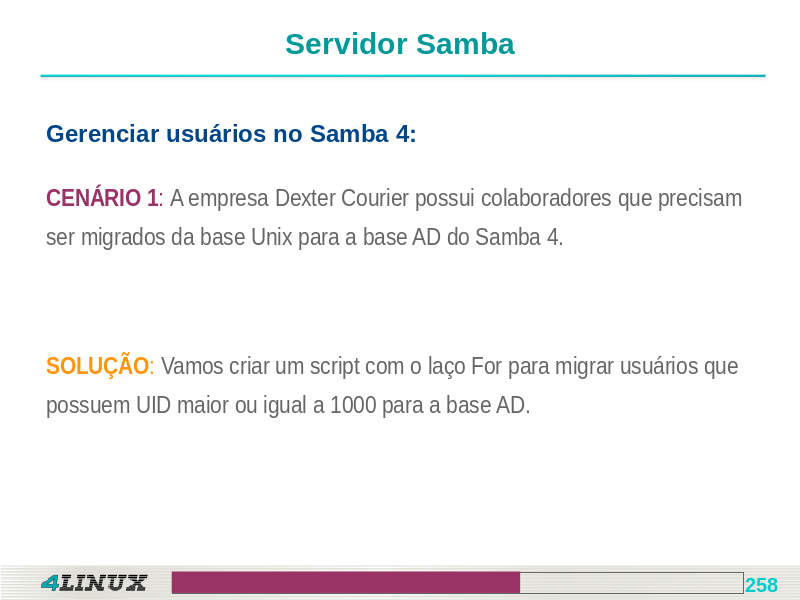 Servidor Samba
Gerenciar usuários no Samba 4:
CENÁRIO 1: A empresa Dexter Courier possui colaboradores que precisam
ser migrados da base Unix para a base AD do Samba 4.
SOLUÇÃO: Vamos criar um script com o laço For para migrar usuários que
possuem UID maior ou igual a 1000 para a base AD.
4LINUX
258